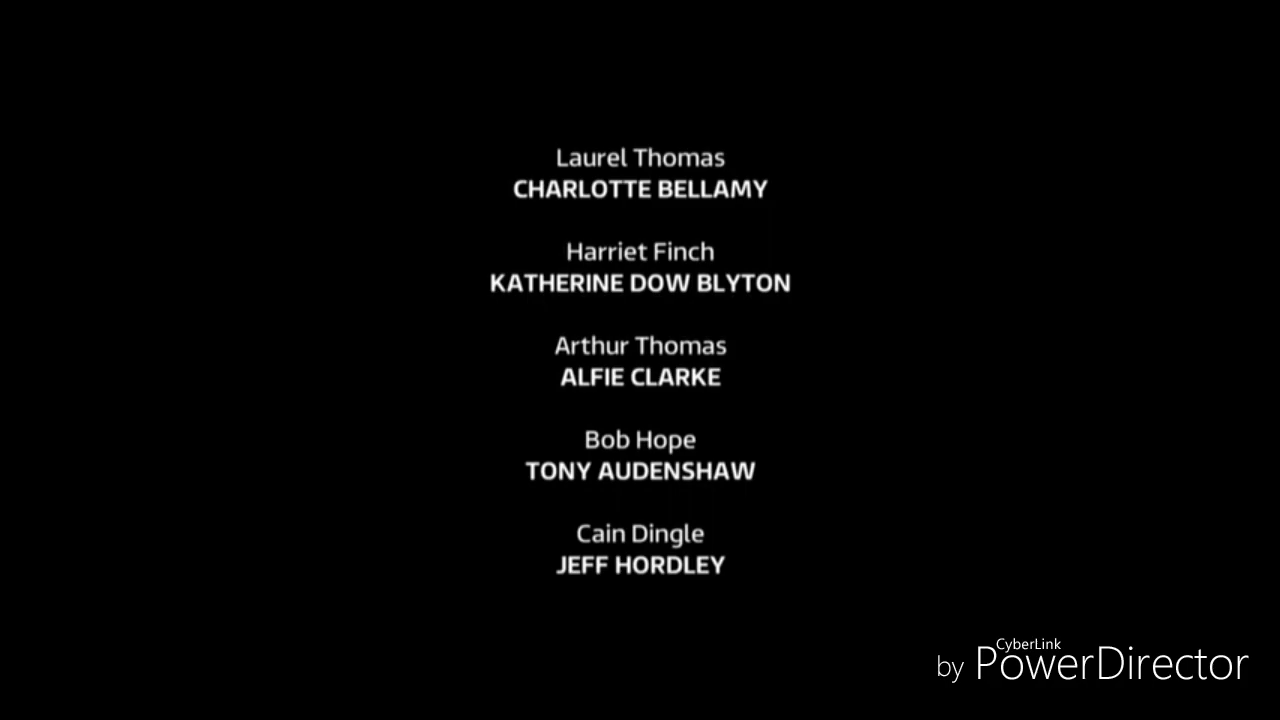 Laurel Thomas
CHARLOTTE BELLAMY
Harriet Finch
KATHERINE DOW BLYTON
Arthur Thomas
ALFIE CLARKE
Bob Hope
TONY AUDENSHAW
Cain Dingle
JEFF HORDLEY
CyberLink
by PowerDirector